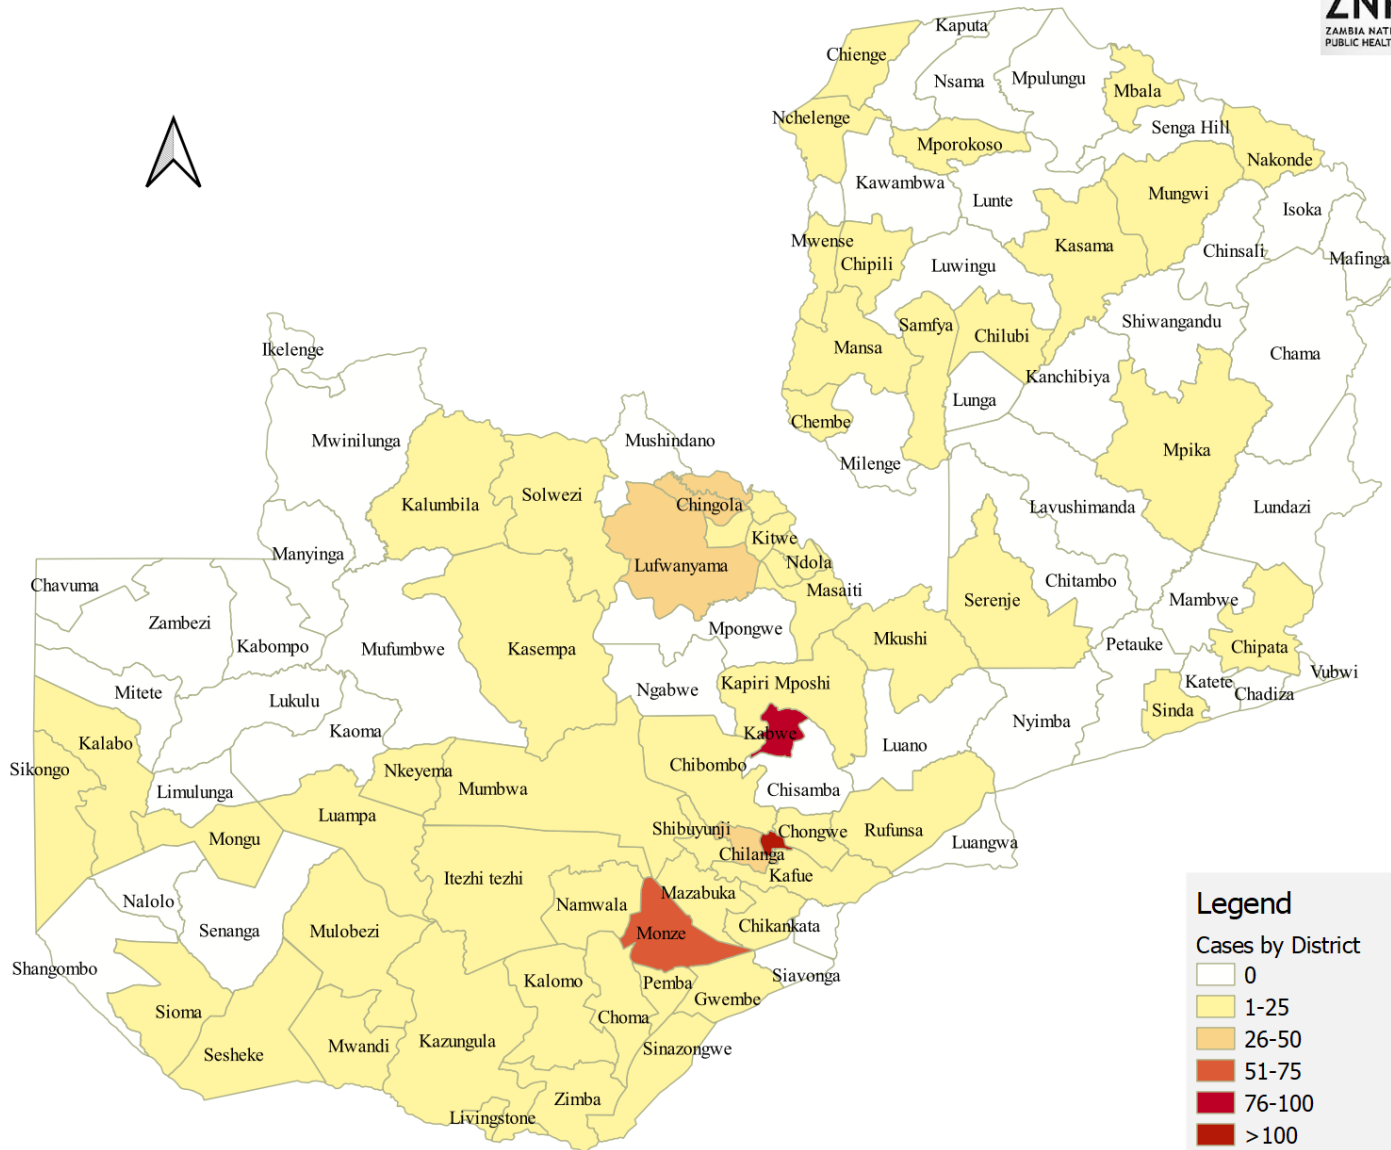 ZAMBIA NATI
PUBLIC HEALT
Kaputa
Chienge
Nsama
Mpulungu
Mbala
Nchelenge
Senga Hill
Mporokoso
Nakonde
Kawambwa
Mungwi
Lunte
Isoka
Mwense
Kasama
Chinsali
Mafinga
Chipili
Luwingu
Samfya
Shiwangandu
Chilubi
Mansa
Chama
Ikelenge
Kanchibiya
Lunga
Chembe
Mwinilunga
Mushindano
Mpika
Milenge
Solwezi
Kalumbila
Chingola
Lavushimanda
Lundazi
Kitwe
Manyinga
Ndola
Lufwanyama
Chavuma
Chitambo
Masaiti
Serenje
Mambwe
Zambezi
Mpongwe
Mkushi
Kabompo
Mufumbwe
Kasempa
Petauke
Chipata
Vubwi
Kapiri Mposhi
Katete
Mitete
Ngabwe
Chadiza
Lukulu
Sinda
Nyimba
Kaoma
Kabwe
Kalabo
Luano
Sikongo
Nkeyema
Chibombo
Mumbwa
Chisamba
Limulunga
Luampa
Shibuyunji
Chongwe
Rufunsa
Mongu
Luangwa
Chilanga
Itezhi tezhi
Kafue
Mazabuka
Nalolo
Namwala
Senanga
Mulobezi
Monze
Chikankata
Shangombo
Siavonga
Kalomo
Pemba
Gwembe
Sioma
Choma
Kazungula
Mwandi
Sesheke
Sinazongwe
Zimba
Livingstone
Legend
Cases by District
0
1-25
26-50
51-75
76-100
>100